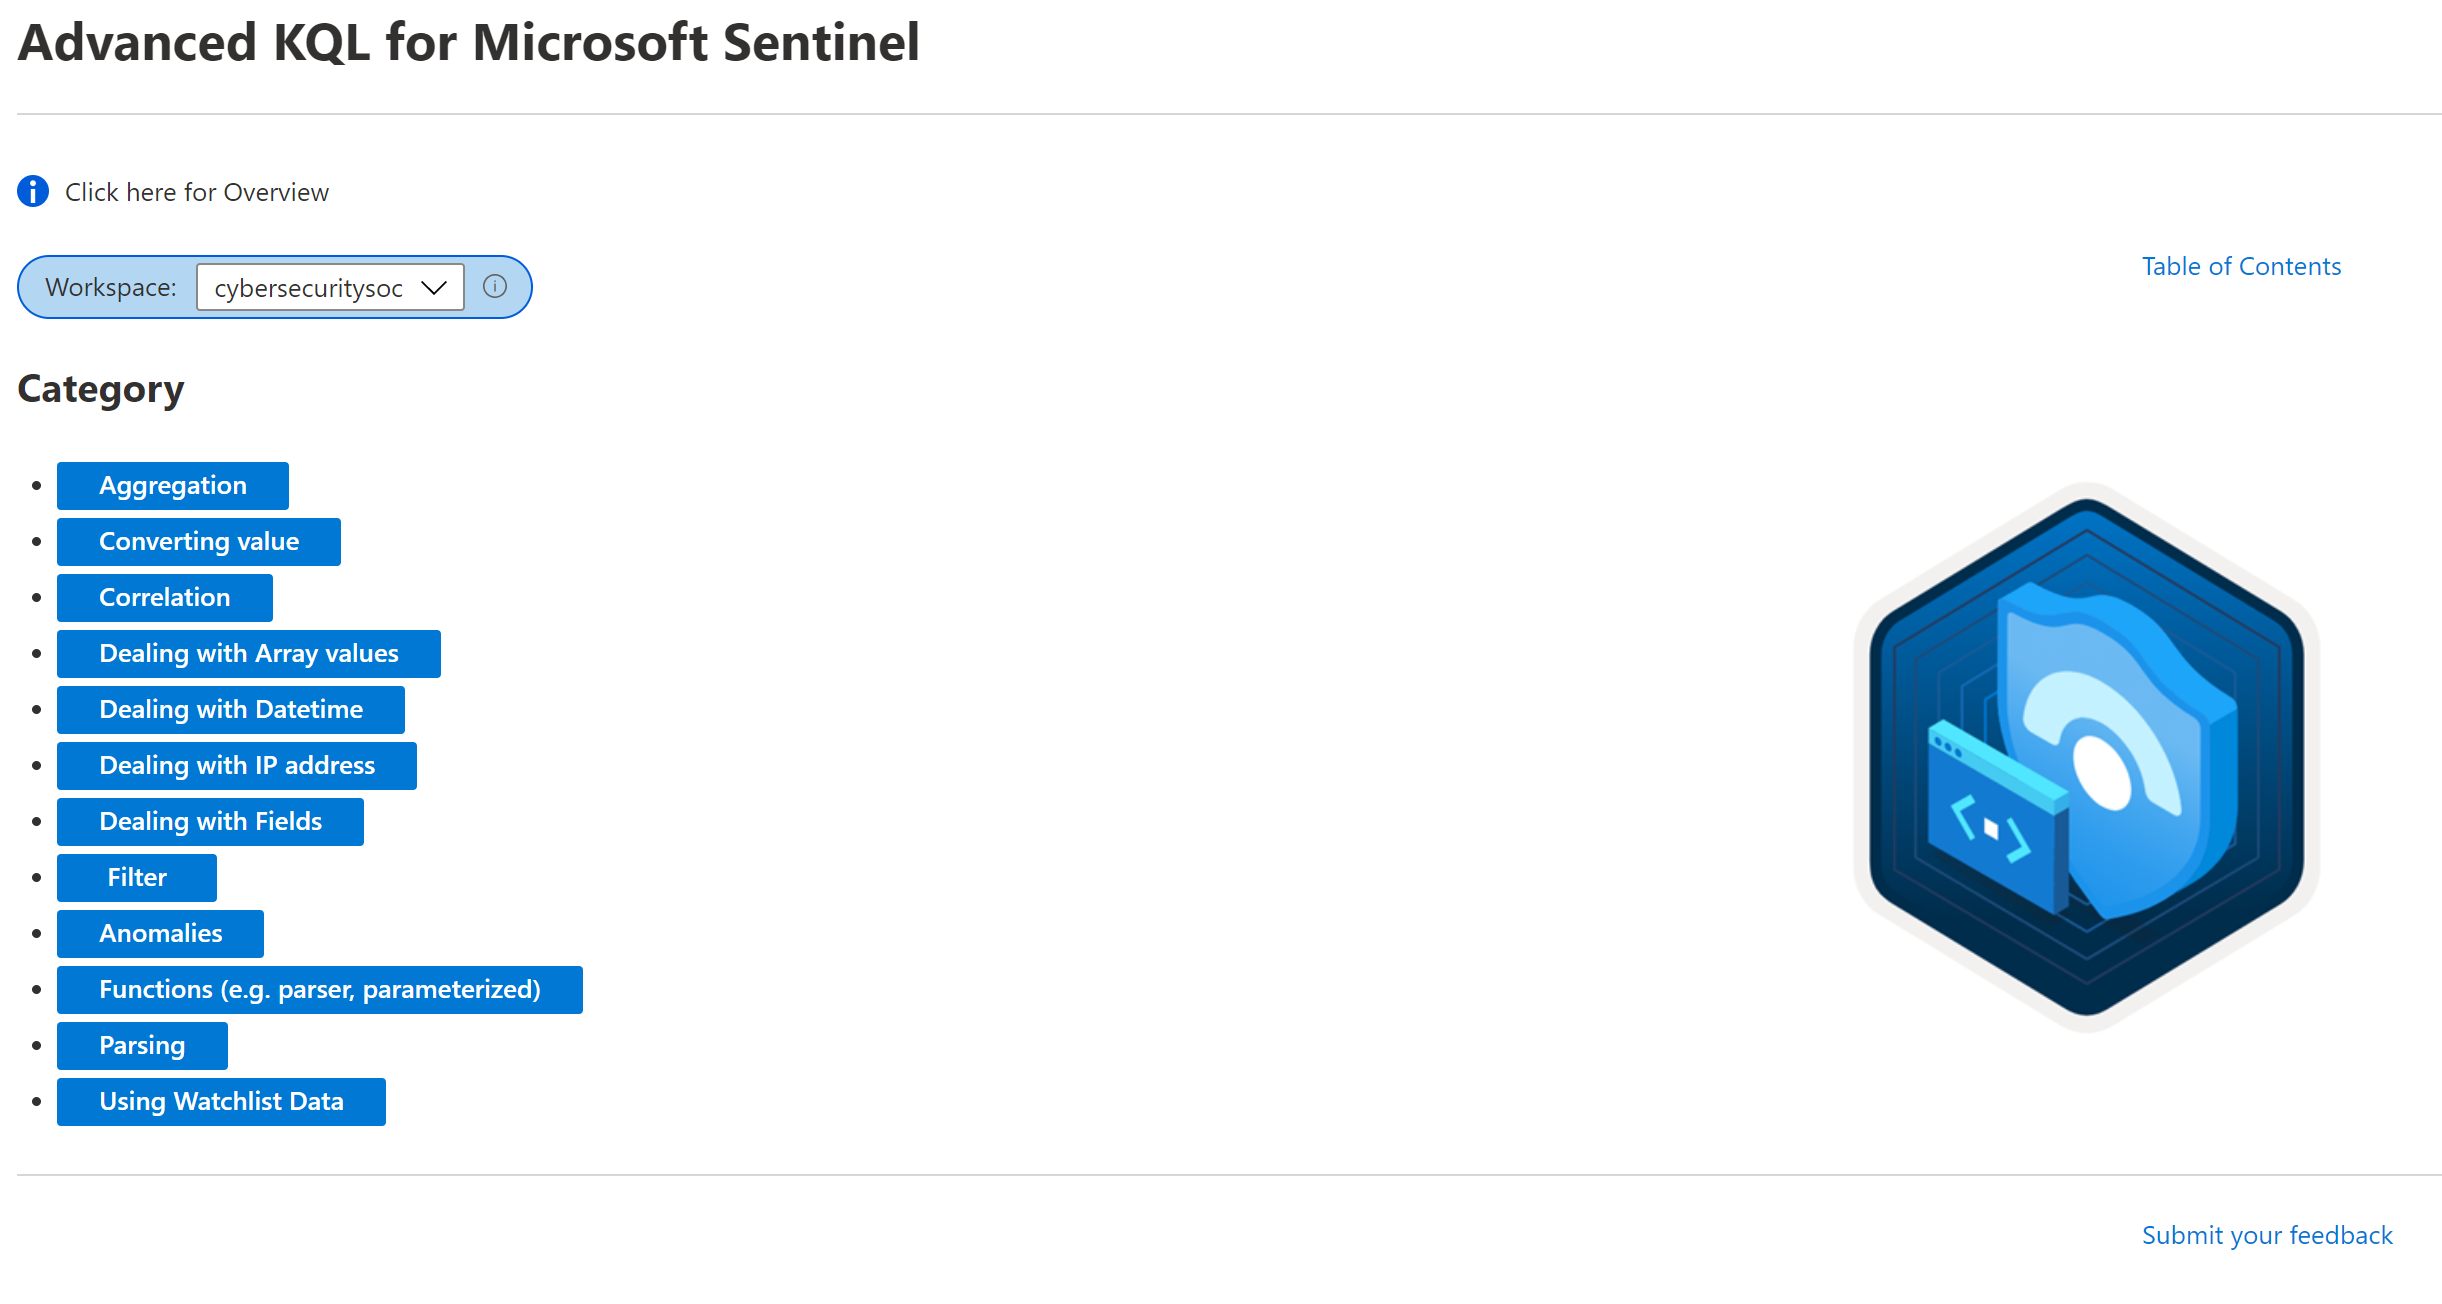 Advanced KQL for Microsoft Sentinel
Click here for Overview
Workspace: cybersecuritysoc
Table of Contents
Category
Aggregation
Converting value
Correlation
Dealing with Array values
Dealing with Datetime
Dealing with IP address
Dealing with Fields
Filter
Anomalies
Functions (e.g. parser, parameterized)
Parsing
Using Watchlist Data
Submit your feedback